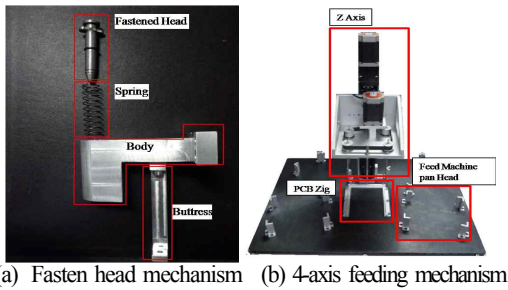 Fastened Head
Spring
Body
Buttress
Z Axis
Feed Machine
pan Head
PCB Zig
(a) Fasten head mechanism (b) 4-axis feeding mechanism